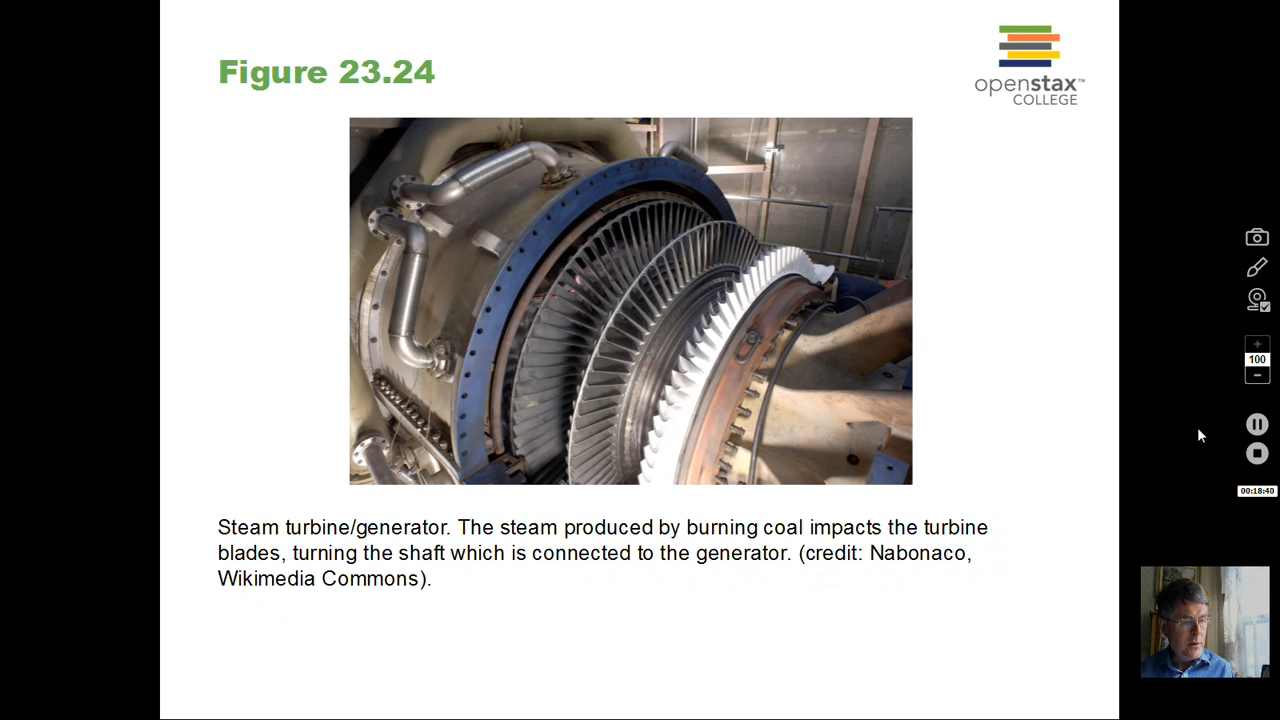 Figure 23.24
openstax™
COLLEGE
Steam turbine/generator. The steam produced by burning coal impacts the turbine
blades, turning the shaft which is connected to the generator. (credit: Nabonaco,
Wikimedia Commons).
100
00:18:40